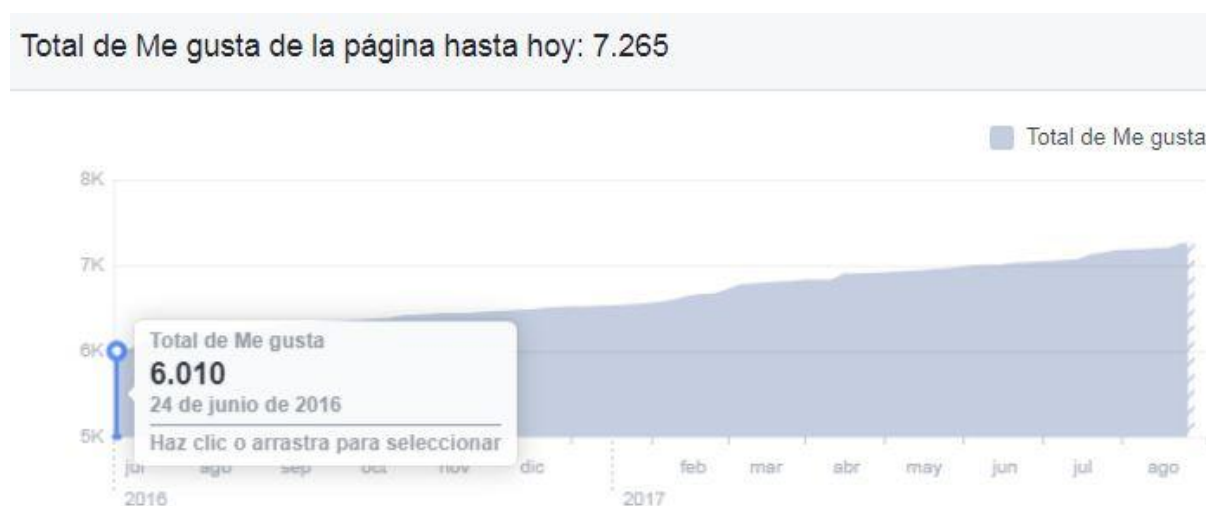 Total de Me gusta de la página hasta hoy: 7.265
Total de Me gusta
8K
7K
6K
5K
Total de Me gusta
6.010
24 de junio de 2016
Haz clic o arrastra para seleccionar
jul ago sep oct nov dic feb mar abr may jun jul ago
2016 2017